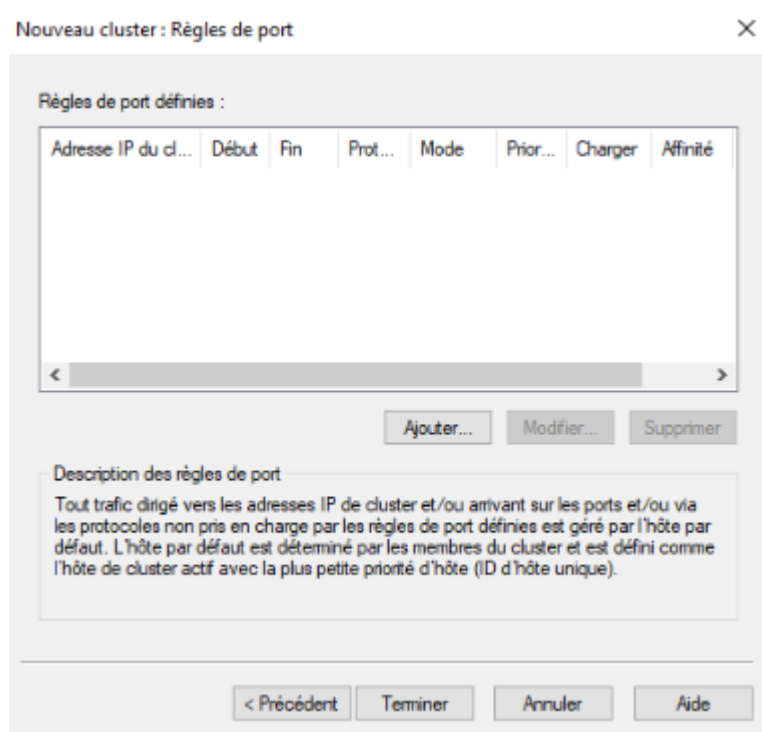 Nouveau cluster : Règles de port
Règles de port définies :
Adresse IP du cl... Début Fin Prot... Mode Prior... Charger Affinité
Ajouter... Modifier... Supprimer
Description des règles de port
Tout trafic dirigé vers les adresses IP de cluster et/ou arrivant sur les ports et/ou via
les protocoles non pris en charge par les règles de port définies est géré par l'hôte par
défaut. L'hôte par défaut est déterminé par les membres du cluster et est défini comme
l'hôte de cluster actif avec la plus petite priorité d'hôte (ID d'hôte unique).
< Précédent Terminer Annuler Aide